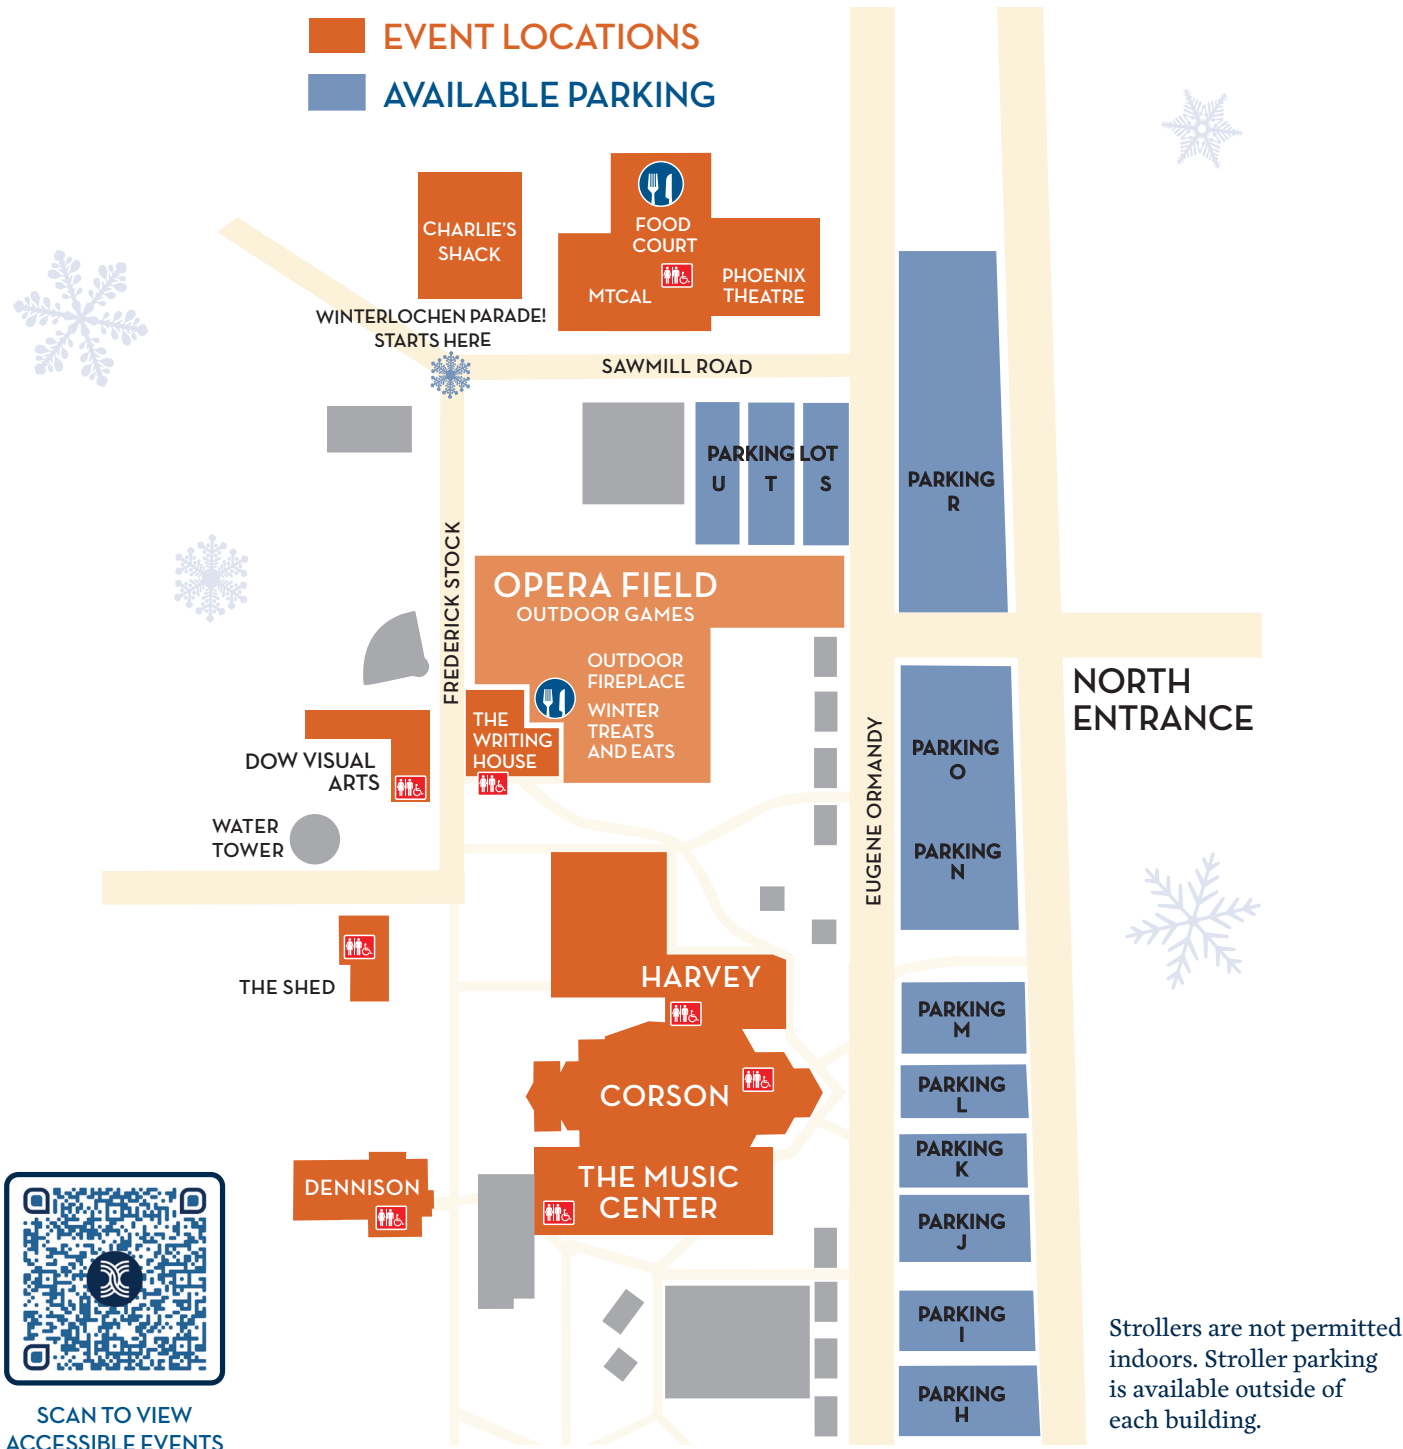 EVENT LOCATIONS
AVAILABLE PARKING
CHARLIE'S
SHACK
FOOD
COURT
MTCAL
PHOENIX
THEATRE
WINTERLOCHEN PARADE!
STARTS HERE
SAWMILL ROAD
PARKING LOT
U T S
PARKING
R
FREDERICK STOCK
OPERA FIELD
OUTDOOR GAMES
OUTDOOR
FIREPLACE
WINTER
TREATS
AND EATS
THE
WRITING
HOUSE
NORTH
ENTRANCE
DOW VISUAL
ARTS
WATER
TOWER
EUGENE ORMANDY
PARKING
O
PARKING
N
THE SHED
HARVEY
PARKING
M
CORSON
PARKING
L
PARKING
K
DENNISON
THE MUSIC
CENTER
PARKING
J
PARKING
I
PARKING
H
Strollers are not permitted
indoors. Stroller parking
is available outside of
each building.
SCAN TO VIEW
ACCESSIBLE EVENTS